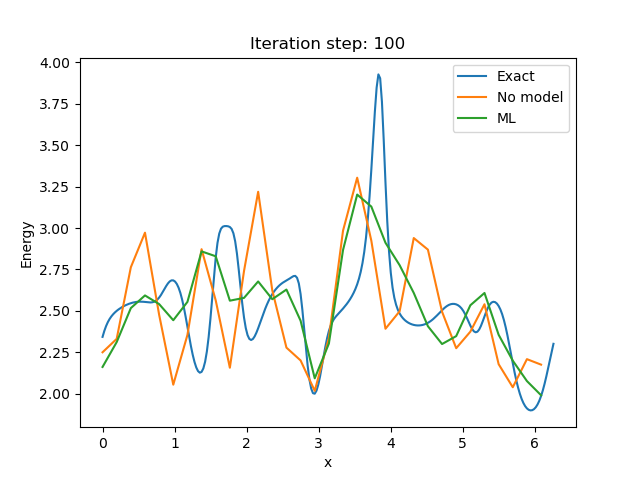 Iteration step: 100
4.00
3.75
3.50
3.25
3.00
2.75
2.50
2.25
2.00
Energy
Exact
No model
ML
0 1 2 3 4 5 6
x